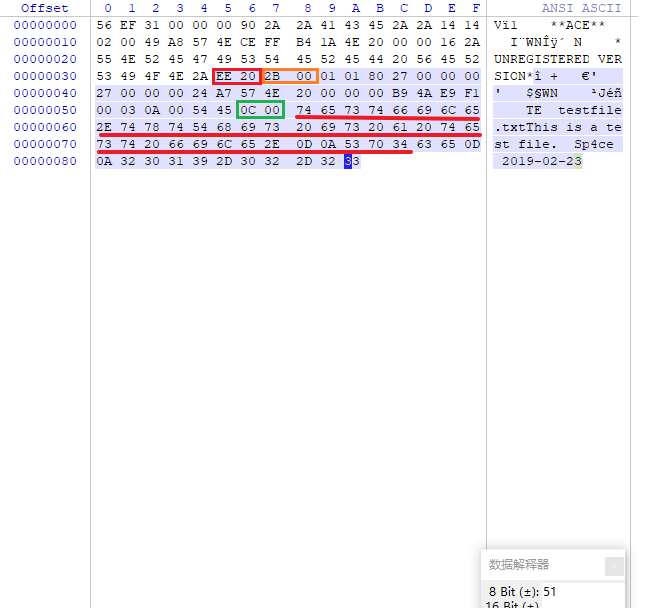 Offset 0 1 2 3 4 5 6 7 8 9 A B C D E F ANSI ASCII
00000000 56 EF 31 00 00 00 90 2A 2A 41 43 45 2A 2A 14 14 Vï1 **ACE**
00000010 02 00 49 A8 57 4E CE FF B4 1A 4E 20 00 00 16 2A I¨WNÎÿ´ N *
00000020 55 4E 52 45 47 49 53 54 45 52 45 44 20 56 45 52 UNREGISTERED VER
00000030 53 49 4F 4E 2A EE 20 2B 00 01 01 80 27 00 00 00 SION*î + €'
00000040 27 00 00 00 24 A7 57 4E 20 00 00 00 B9 4A E9 F1 ' $§WN ¹Jéñ
00000050 00 03 0A 00 54 45 0C 00 74 65 73 74 66 69 6C 65 TE testfile
00000060 2E 74 78 74 54 68 69 73 20 69 73 20 61 20 74 65 .txtThis is a te
00000070 73 74 20 66 69 6C 65 2E 0D 0A 53 70 34 63 65 0D st file. Sp4ce
00000080 0A 32 30 31 39 2D 30 32 2D 32 33 2019-02-23
数据解释器 x
8 Bit (±): 51
16 Bit (±)